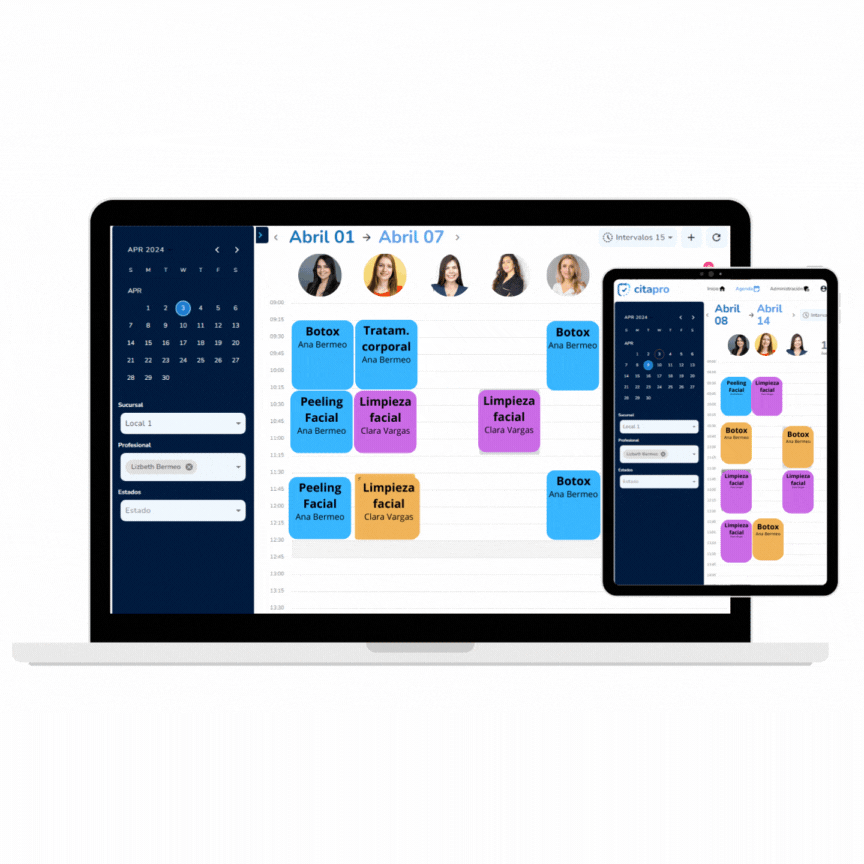 APR 2024
S M T W T F S
APR
1 2 3 4 5 6
7 8 9 10 11 12 13
14 15 16 17 18 19 20
21 22 23 24 25 26 27
28 29 30
Sucursal
Local 1
Profesional
Lizbeth Bermeo
Estados
Estado
Abril 01 → Abril 07
Intervalos 15
09:00
09:15
09:30
09:45
10:00
10:15
10:30
10:45
11:00
11:15
11:30
11:45
12:00
12:15
12:30
12:45
13:00
13:15
13:30
Botox
Ana Bermeo
Tratam.
corporal
Ana Bermeo
Botox
Ana Bermeo
Peeling
Facial
Ana Bermeo
Limpieza
facial
Clara Vargas
Limpieza
facial
Clara Vargas
Peeling
Facial
Ana Bermeo
Limpieza
facial
Clara Vargas
Botox
Ana Bermeo
citapro
Inicio Agenda Administración
APR 2024
S M T W T F S
APR
1 2 3 4 5 6
7 8 9 10 11 12 13
14 15 16 17 18 19 20
21 22 23 24 25 26 27
28 29 30
Sucursal
Local 1
Profesional
Lizbeth Bermeo
Estados
Estado
Abril → Abril
08 14
Peeling
Facial
Limpieza
facial
Botox
Ana Bermeo
Botox
Ana Bermeo
Limpieza
facial
Limpieza
facial
Limpieza
facial
Botox
Ana Bermeo